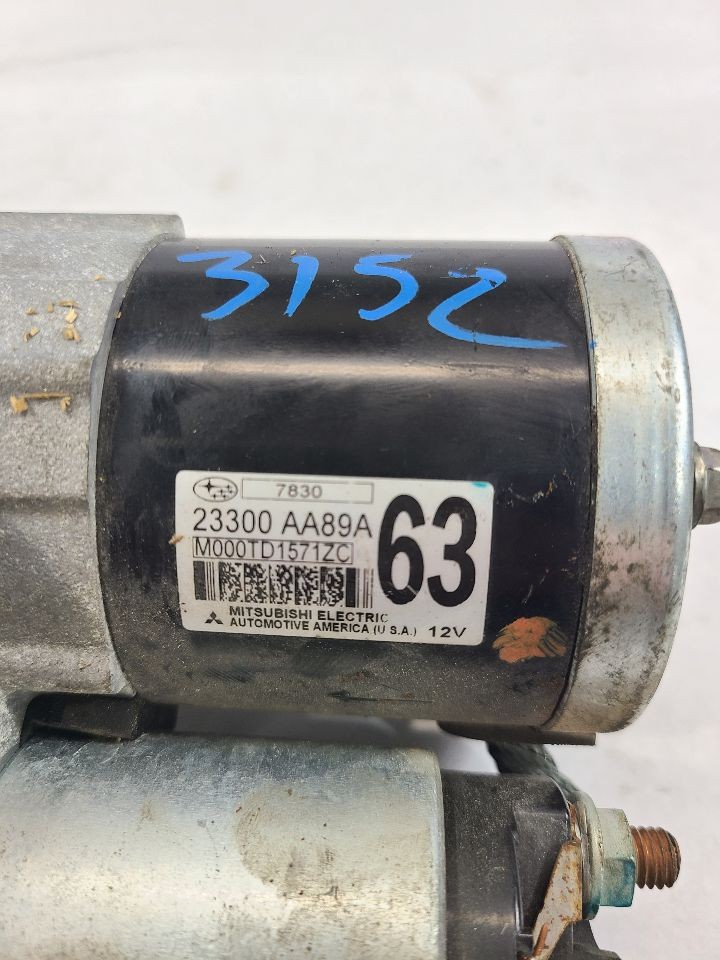 3152
7830
23300 AA89A
63
M000TD1571ZC
MITSUBISHI ELECTRIC
AUTOMOTIVE AMERICA (U S.A.) 12V